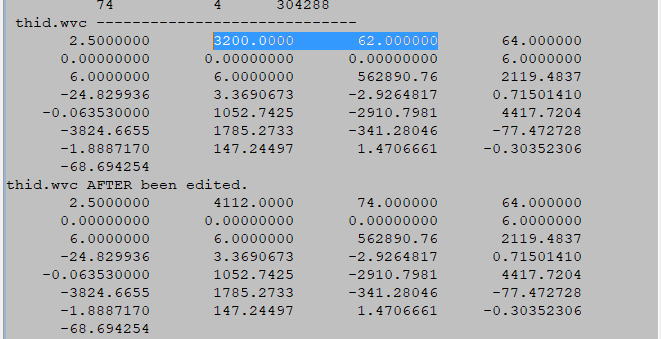 74 4 304288
thid.wvc ----------------------------
2.5000000 3200.0000 62.000000 64.000000
0.00000000 0.00000000 0.00000000 6.0000000
6.0000000 6.0000000 562890.76 2119.4837
-24.829936 3.3690673 -2.9264817 0.71501410
-0.063530000 1052.7425 -2910.7981 4417.7204
-3824.6655 1785.2733 -341.28046 -77.472728
-1.8887170 147.24497 1.4706661 -0.30352306
-68.694254
thid.wvc AFTER been edited.
2.5000000 4112.0000 74.000000 64.000000
0.00000000 0.00000000 0.00000000 6.0000000
6.0000000 6.0000000 562890.76 2119.4837
-24.829936 3.3690673 -2.9264817 0.71501410
-0.063530000 1052.7425 -2910.7981 4417.7204
-3824.6655 1785.2733 -341.28046 -77.472728
-1.8887170 147.24497 1.4706661 -0.30352306
-68.694254